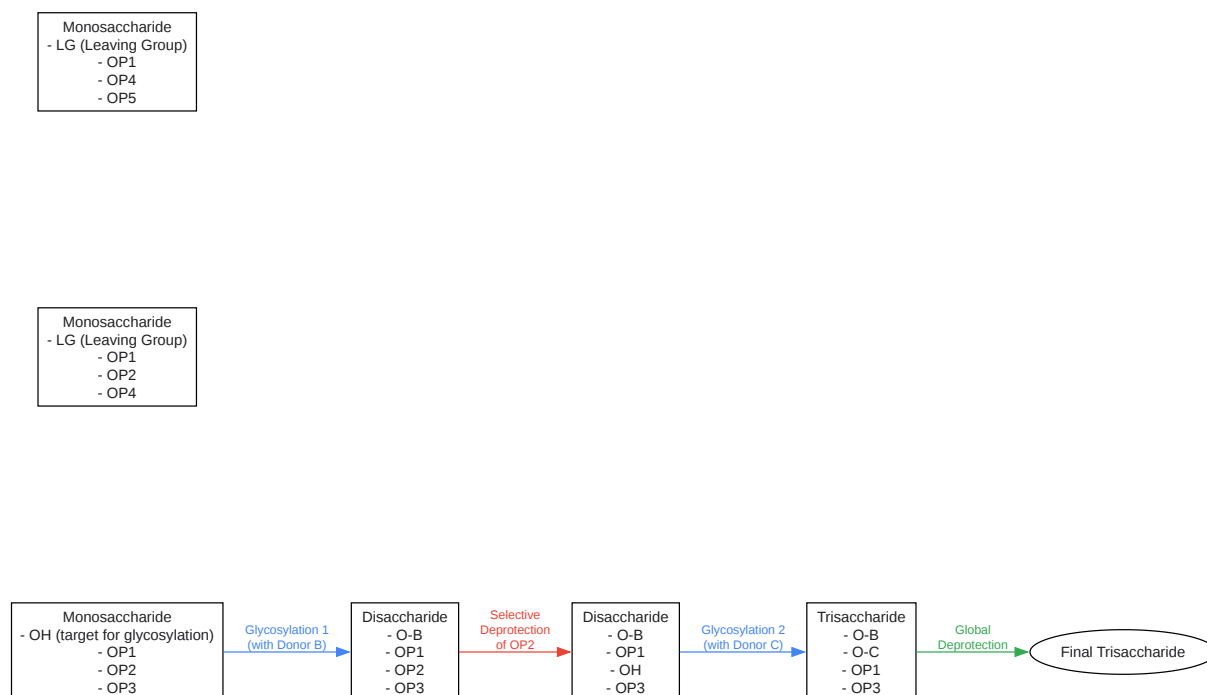 Monosaccharide
- LG (Leaving Group)
- OP1
- OP4
- OP5
Monosaccharide
- LG (Leaving Group)
- OP1
- OP2
- OP4
Monosaccharide
- OH (target for glycosylation)
- OP1
- OP2
- OP3
Glycosylation 1
(with Donor B)
Disaccharide
- O-B
- OP1
- OP2
- OP3
Selective
Deprotection
of OP2
Disaccharide
- O-B
- OP1
- OH
- OP3
Glycosylation 2
(with Donor C)
Trisaccharide
- O-B
- O-C
- OP1
- OP3
Global
Deprotection
Final Trisaccharide